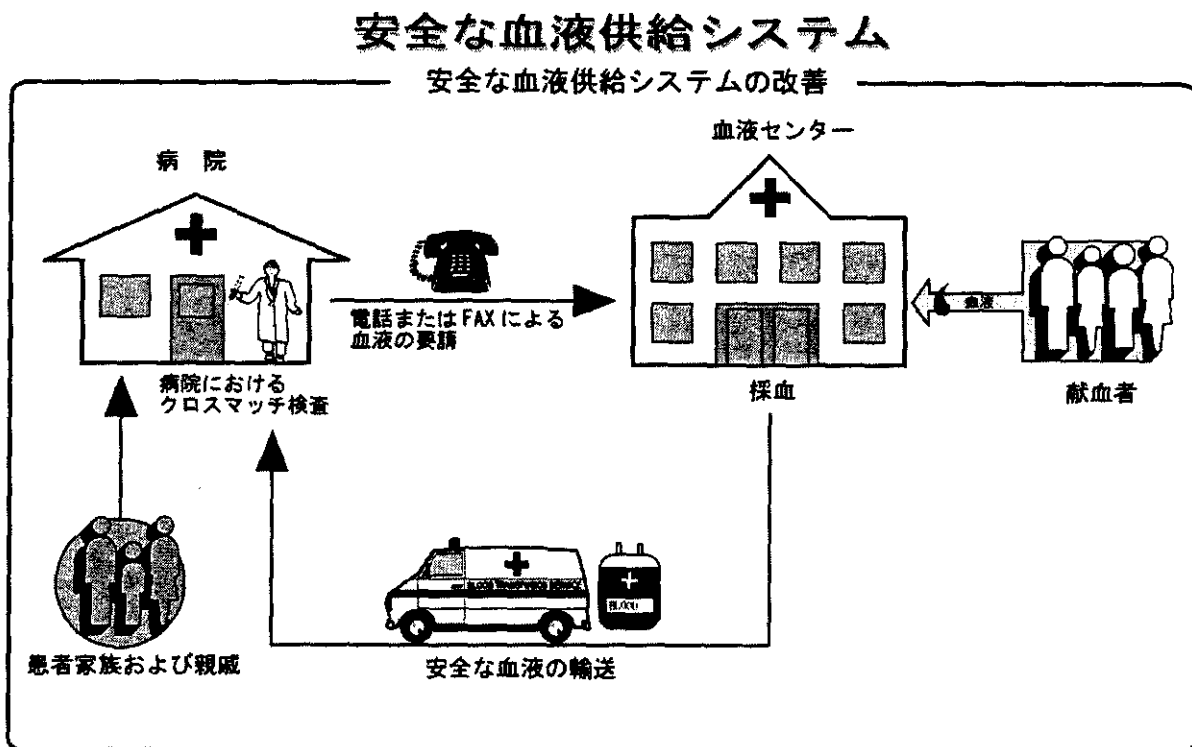 安全な血液供給システム
安全な血液供給システムの改善
血液センター
病 院
電話またはFAXによる
血液の要請
血液
病院における
クロスマッチ検査
採血
献血者
BLOOD TRANSFUSION SERVICE
BLOOD
患者家族および親戚
安全な血液の輸送